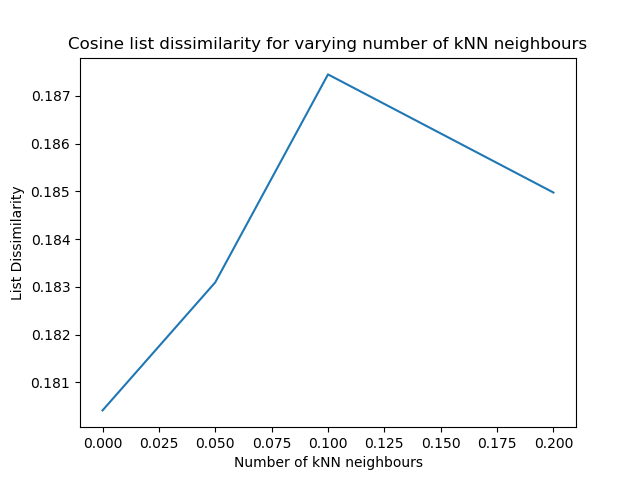 Cosine list dissimilarity for varying number of kNN neighbours
0.187
0.186
0.185
0.184
0.183
0.182
0.181
List Dissimilarity
0.000 0.025 0.050 0.075 0.100 0.125 0.150 0.175 0.200
Number of kNN neighbours